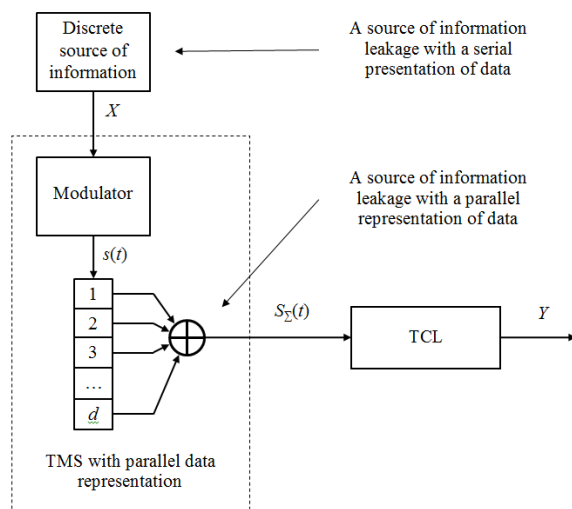 Discrete
source of
information
A source of information
leakage with a serial
presentation of data
X
Modulator
A source of information
leakage with a parallel
representation of data
s(t)
1
2
3
...
d
S_Σ(t)
TCL
Y
TMS with parallel data
representation